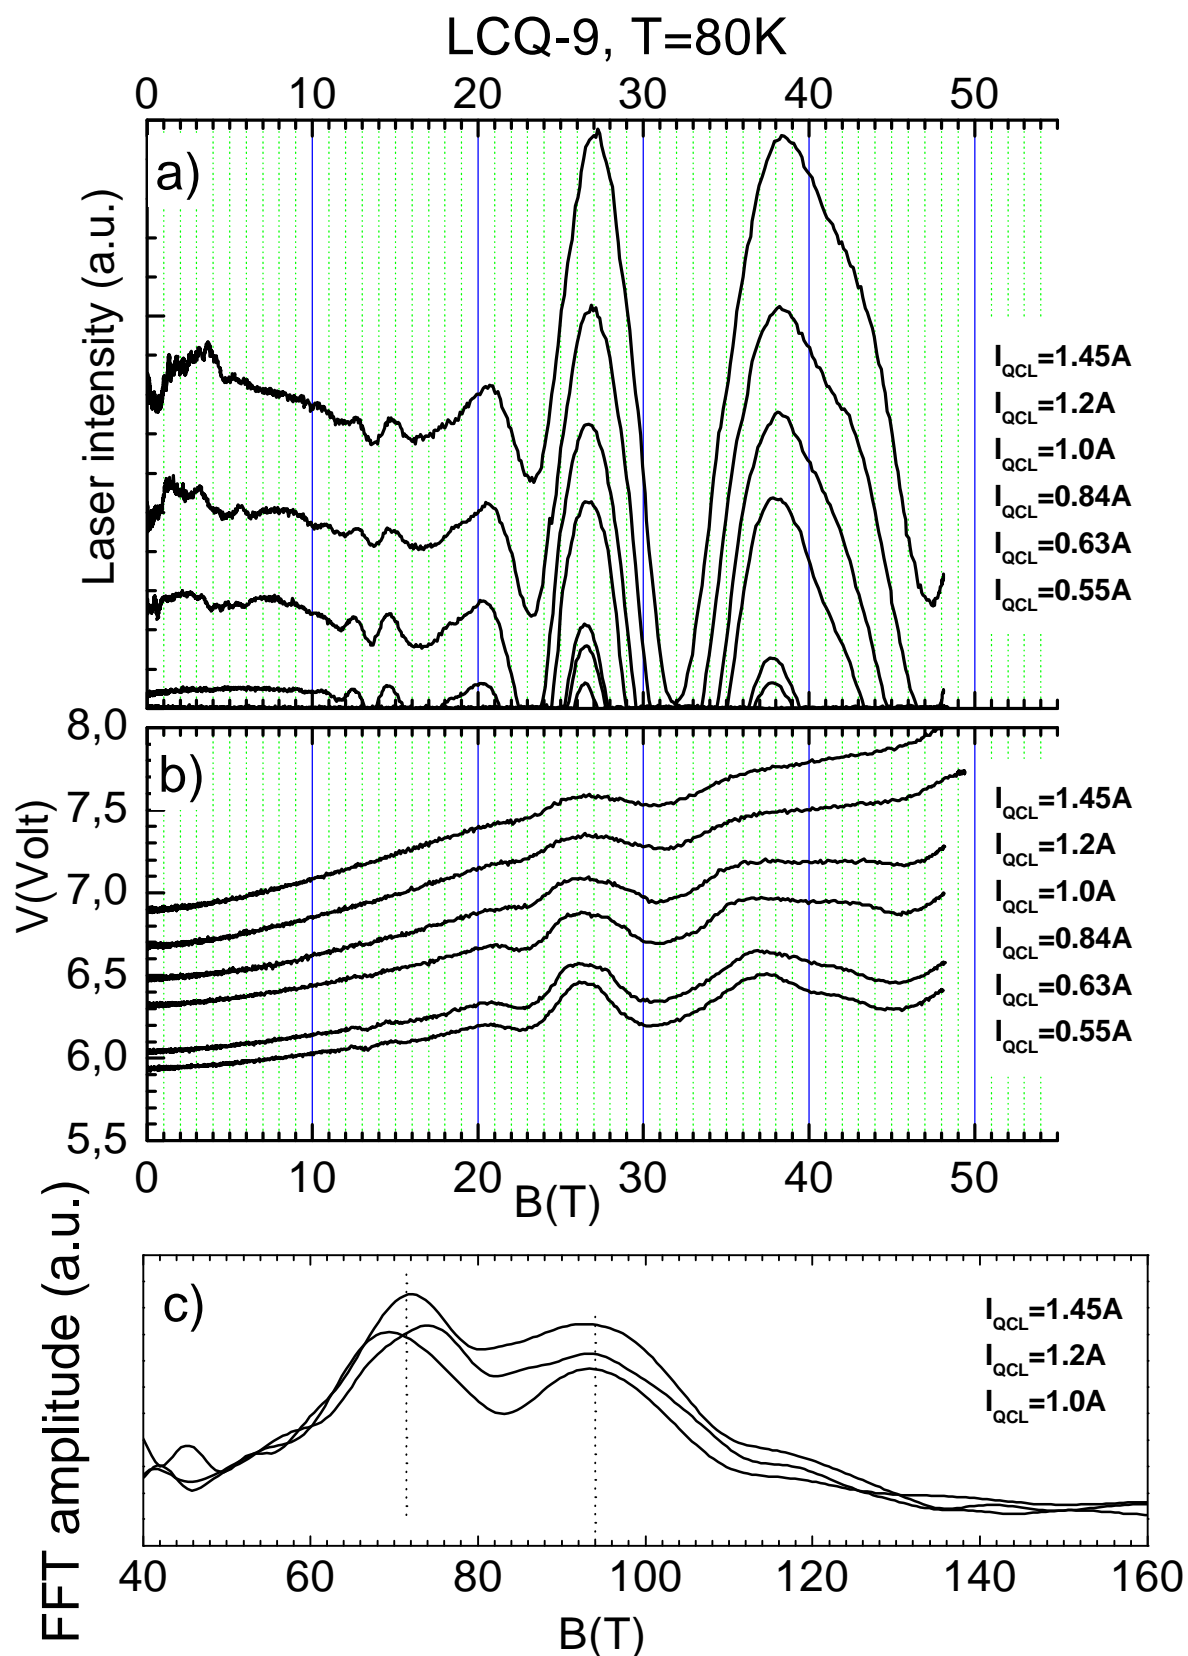 LCQ-9, T=80K
0 10 20 30 40 50
a)
Laser intensity (a.u.)
I_QCL=1.45A
I_QCL=1.2A
I_QCL=1.0A
I_QCL=0.84A
I_QCL=0.63A
I_QCL=0.55A
b)
V(Volt)
8,0
7,5
7,0
6,5
6,0
5,5
I_QCL=1.45A
I_QCL=1.2A
I_QCL=1.0A
I_QCL=0.84A
I_QCL=0.63A
I_QCL=0.55A
0 10 20 30 40 50
B(T)
c)
FFT amplitude (a.u.)
I_QCL=1.45A
I_QCL=1.2A
I_QCL=1.0A
40 60 80 100 120 140 160
B(T)